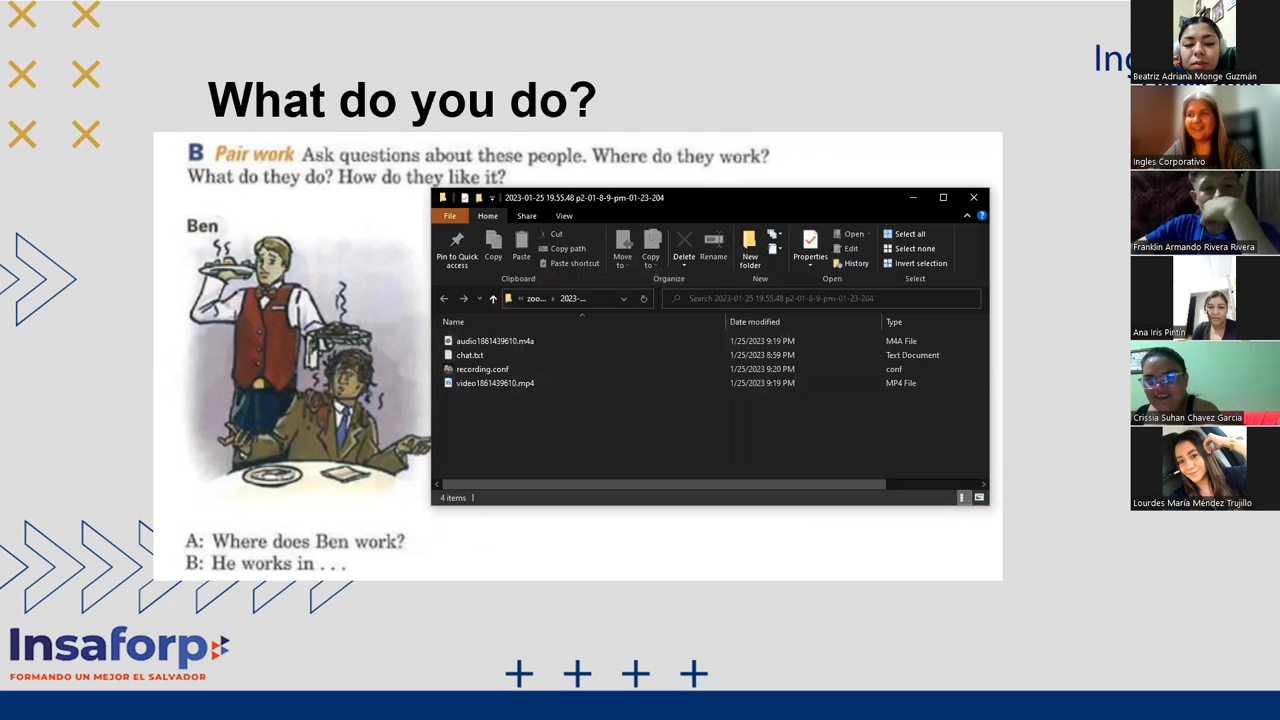 What do you do?
B Pair work Ask questions about these people. Where do they work?
What do they do? How do they like it?
Ben
A: Where does Ben work?
B: He works in . . .
2023-01-25 19.55.48 p2-01-8-9-pm-01-23-204
File Home Share View
Pin to Quick access
Copy
Paste
Cut
Copy path
Paste shortcut
Clipboard
Move to
Copy to
Delete
Rename
Organize
New folder
New
Properties
Open
Edit
History
Open
Select all
Select none
Invert selection
Select
« zoo... › 2023-...
Search 2023-01-25 19.55.48 p2-01-8-9-pm-01-23-204
Name Date modified Type
audio1861439610.m4a 1/25/2023 9:19 PM M4A File
chat.txt 1/25/2023 8:59 PM Text Document
recording.conf 1/25/2023 9:20 PM conf
video1861439610.mp4 1/25/2023 9:19 PM MP4 File
4 items
Insaforp
FORMANDO UN MEJOR EL SALVADOR
Beatriz Adriana Monge Guzmán
Ingles Corporativo
Franklin Armando Rivera Rivera
Ana Iris Pintin
Crissia Suhan Chavez Garcia
Lourdes María Méndez Trujillo